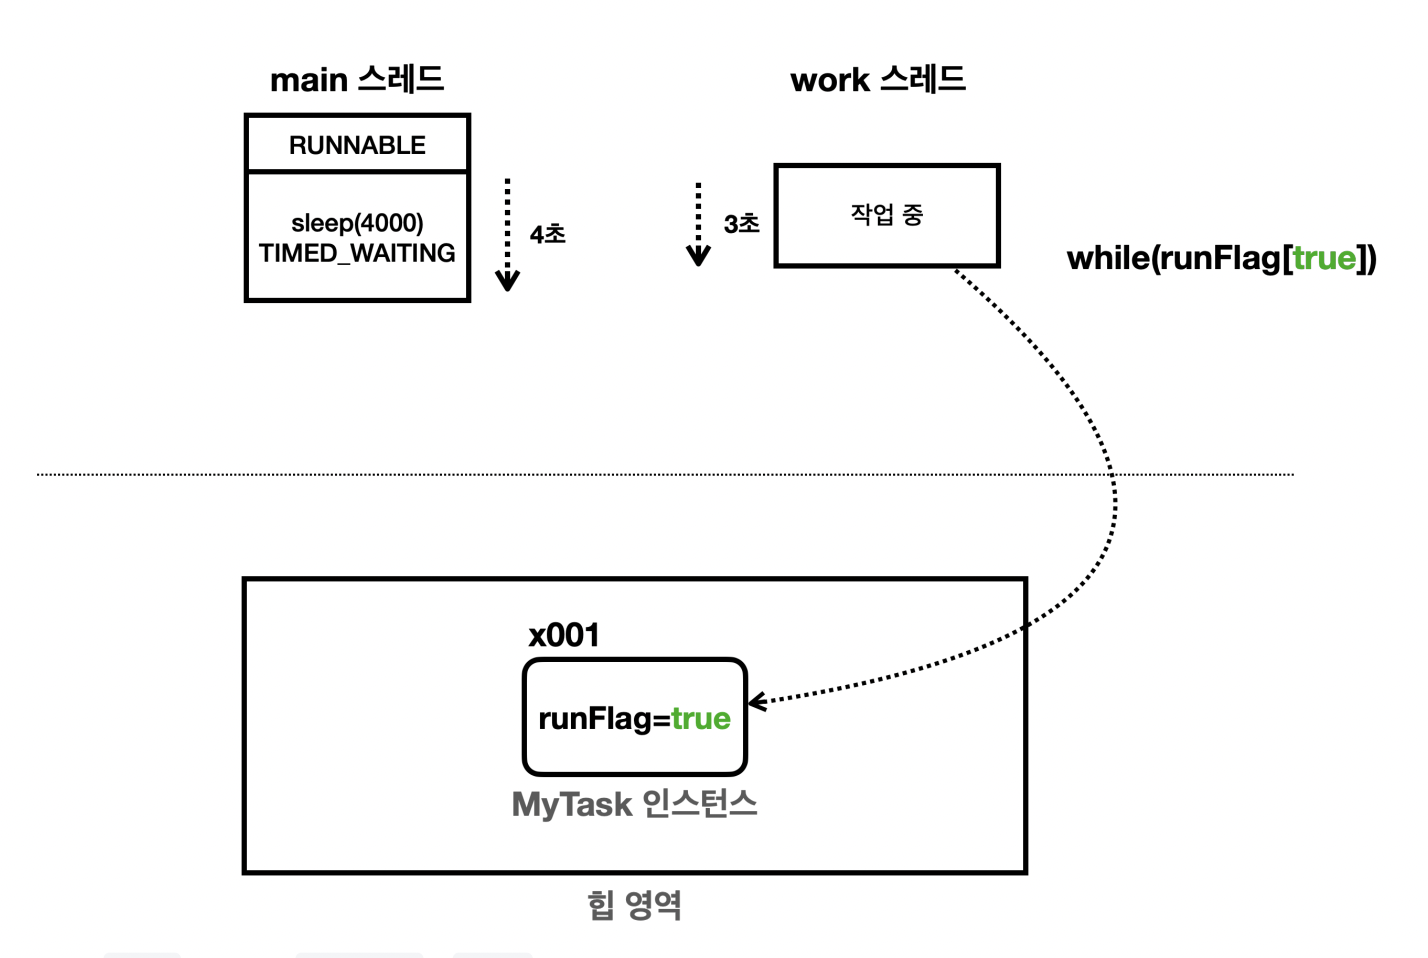 main 스레드
work 스레드
RUNNABLE
sleep(4000)
TIMED_WAITING
4초
3초
작업 중
while(runFlag[true])
x001
runFlag=true
MyTask 인스턴스
힙 영역